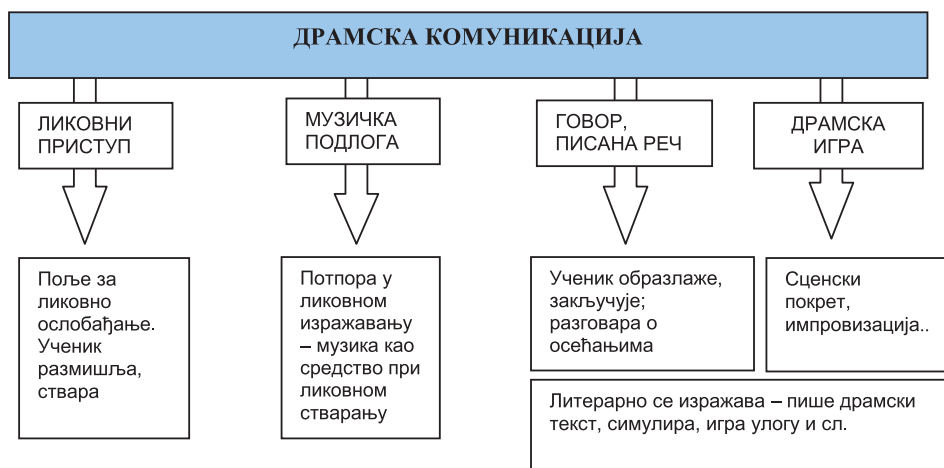 ДРАМСКА КОМУНИКАЦИЈА
ЛИКОВНИ
ПРИСТУП
МУЗИЧКА
ПОДЛОГА
ГОВОР,
ПИСАНА РЕЧ
ДРАМСКА
ИГРА
Поље за
ликовно
ослобађање.
Ученик
размишља,
ствара
Потпора у
ликовном
изражавању
– музика као
средство при
ликовном
стварању
Ученик образлаже,
закључује;
разговара о
осећањима
Сценски
покрет,
импровизација..
Литерарно се изражава – пише драмски
текст, симулира, игра улогу и сл.